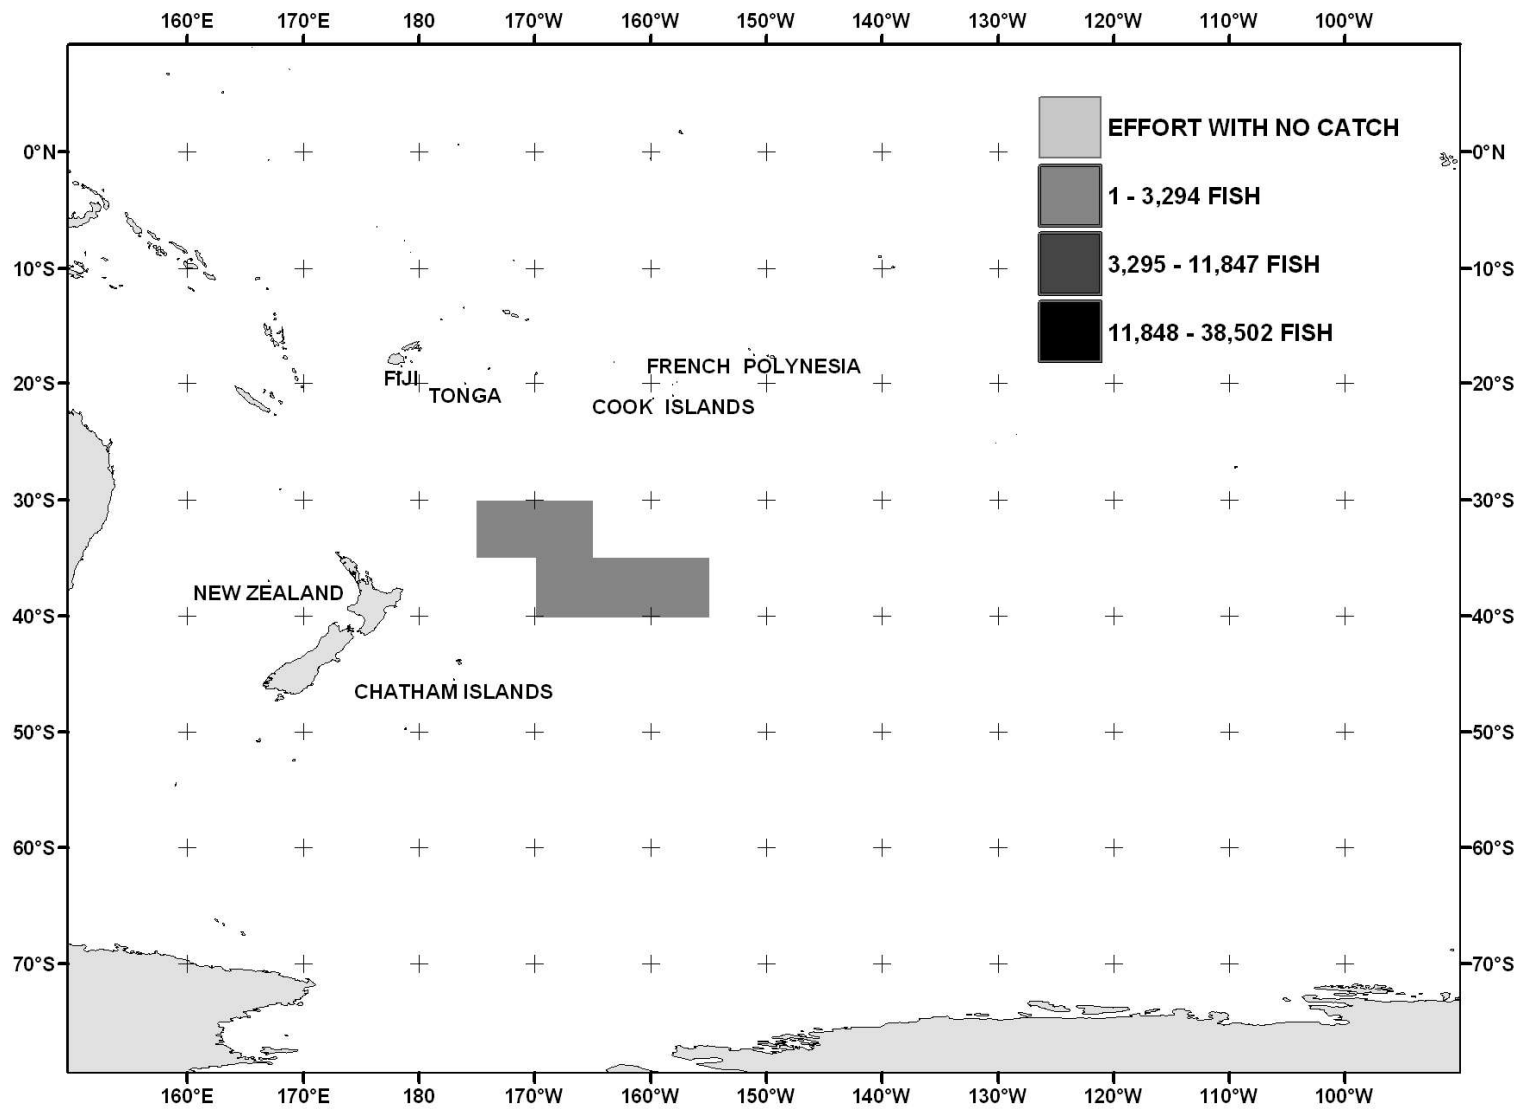 160°E 170°E 180°E 170°W 160°W 150°W 140°W 130°W 120°W 110°W 100°W
EFFORT WITH NO CATCH
0°N 0°N
1 - 3,294 FISH
3,295 - 11,847 FISH
10°S 10°S
11,848 - 38,502 FISH
FRENCH POLYNESIA
FIJI
20°S 20°S
TONGA
COOK ISLANDS
30°S 30°S
NEW ZEALAND
40°S 40°S
CHATHAM ISLANDS
50°S 50°S
60°S 60°S
70°S 70°S
160°E 170°E 180°E 170°W 160°W 150°W 140°W 130°W 120°W 110°W 100°W